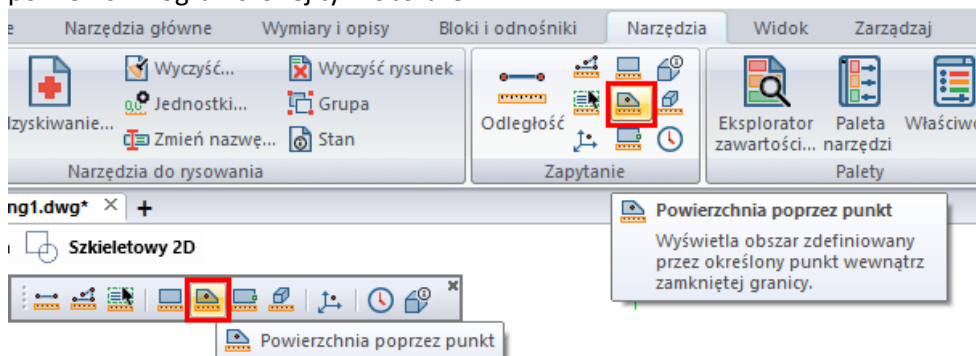 Narzędzia główne Wymiary i opisy Bloki i odnośniki Narzędzia Widok Zarządzaj
Wyczyść... Wyczyść rysunek
Jednostki... Grupa
Odległość
Zmień nazwę... Stan
Eksplorator Paleta
zawartości... narzędzi
Narzędzia do rysowania Zapytanie Palety
ng1.dwg* × +
Szkieletowy 2D
Powierzchnia poprzez punkt
Wyświetla obszar zdefiniowany
przez określony punkt wewnątrz
zamkniętej granicy.
Powierzchnia poprzez punkt